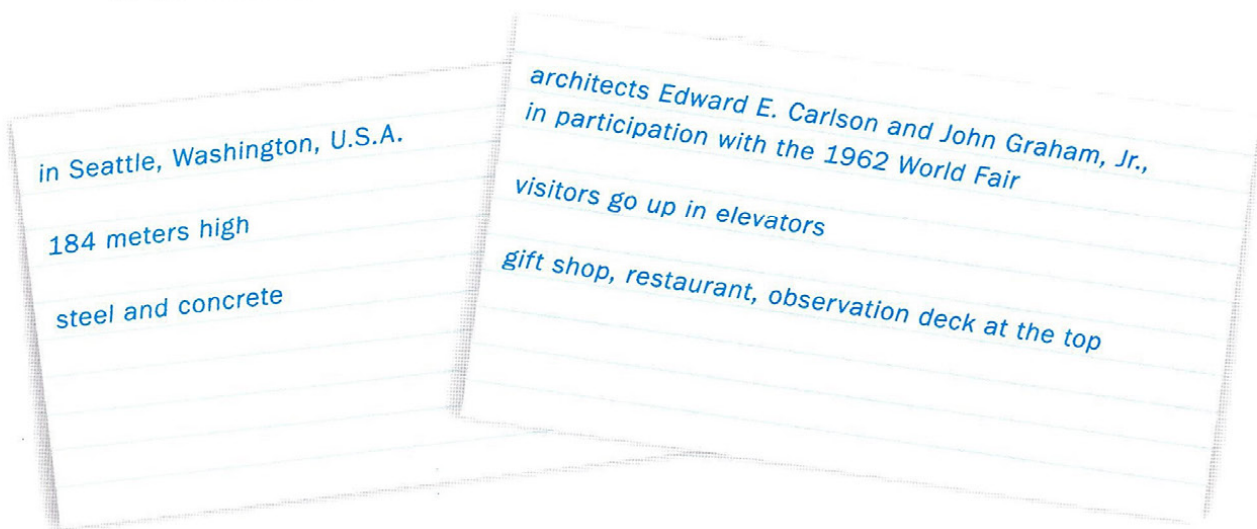 in Seattle, Washington, U.S.A.
184 meters high
steel and concrete
architects Edward E. Carlson and John Graham, Jr.,
in participation with the 1962 World Fair
visitors go up in elevators
gift shop, restaurant, observation deck at the top